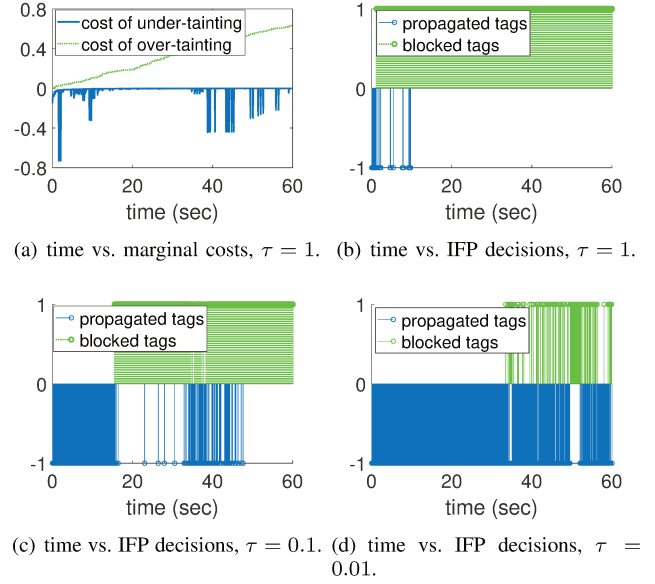 0.8
0.4
0
-0.4
-0.8
cost of under-tainting
cost of over-tainting
0 20 40 60
time (sec)
(a) time vs. marginal costs, τ = 1.
1
0
-1
propagated tags
blocked tags
0 20 40 60
time (sec)
(b) time vs. IFP decisions, τ = 1.
1
0
-1
propagated tags
blocked tags
0 20 40 60
time (sec)
(c) time vs. IFP decisions, τ = 0.1.
1
0
-1
propagated tags
blocked tags
0 20 40 60
time (sec)
(d) time vs. IFP decisions, τ =
0.01.